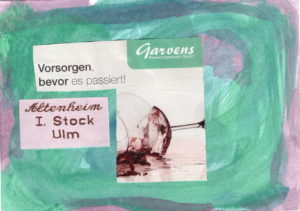 Garvens
Vorsorgen,
bevor es passiert!
Altenheim
I. Stock
Ulm